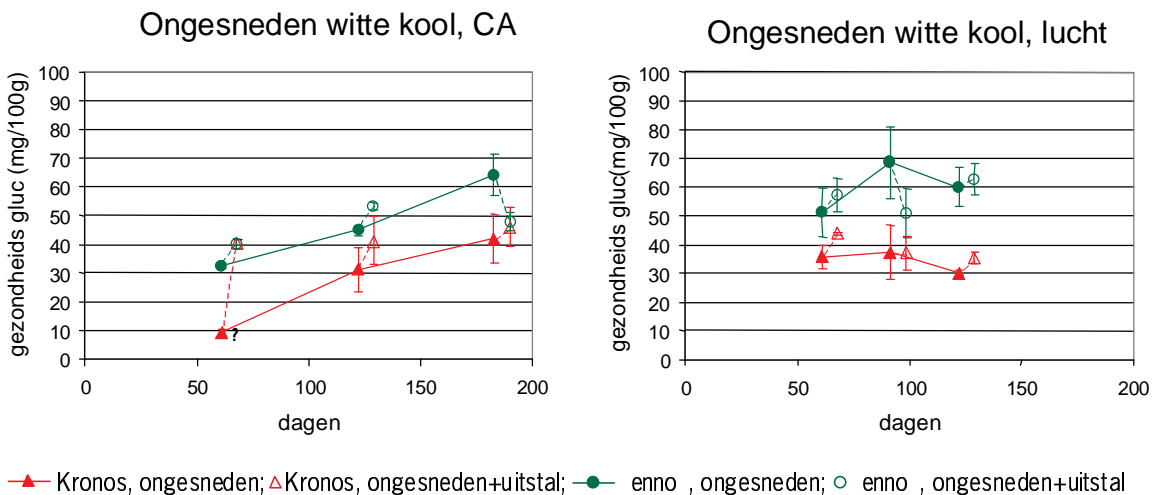 Ongesneden witte kool, CA
gezondheids gluc (mg/100g)
100
90
80
70
60
50
40
30
20
10
0
?
0 50 100 150 200
dagen
Ongesneden witte kool, lucht
gezondheids gluc(mg/100g)
100
90
80
70
60
50
40
30
20
10
0
0 50 100 150 200
dagen
Kronos, ongesneden; Kronos, ongesneden+uitstal; enno , ongesneden; enno , ongesneden+uitstal